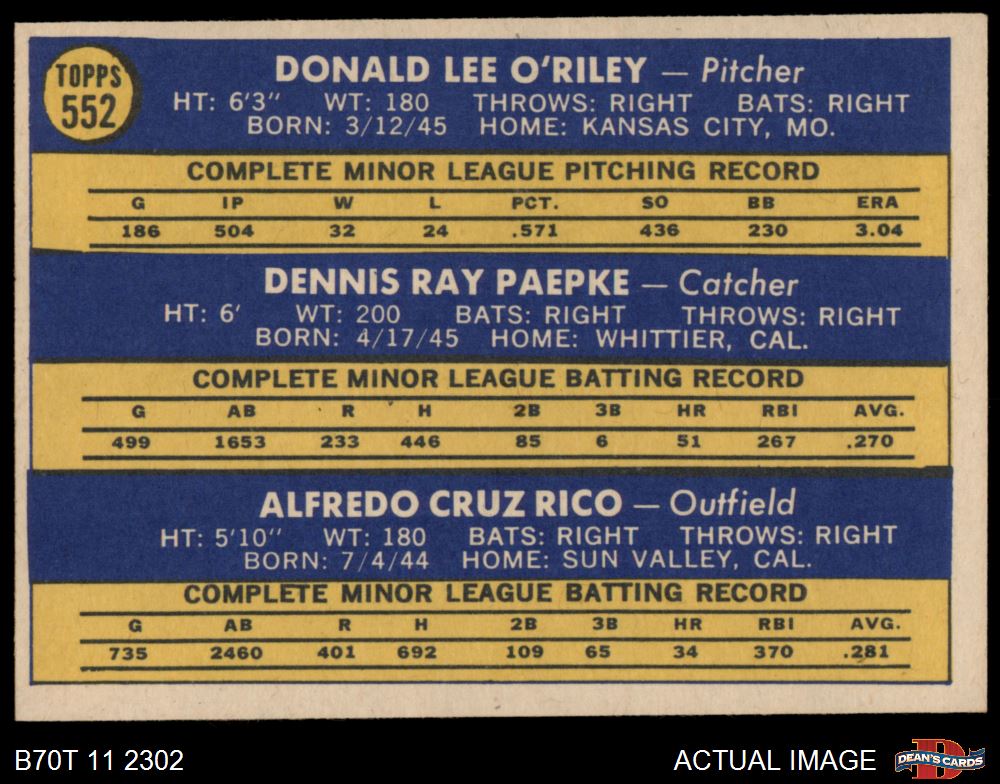 TOPPS
552
DONALD LEE O'RILEY — Pitcher
HT: 6'3" WT: 180 THROWS: RIGHT BATS: RIGHT
BORN: 3/12/45 HOME: KANSAS CITY, MO.
COMPLETE MINOR LEAGUE PITCHING RECORD
G IP W L PCT. SO BB ERA
186 504 32 24 .571 436 230 3.04
DENNIS RAY PAEPKE — Catcher
HT: 6' WT: 200 BATS: RIGHT THROWS: RIGHT
BORN: 4/17/45 HOME: WHITTIER, CAL.
COMPLETE MINOR LEAGUE BATTING RECORD
G AB R H 2B 3B HR RBI AVG.
499 1653 233 446 85 6 51 267 .270
ALFREDO CRUZ RICO — Outfield
HT: 5'10" WT: 180 BATS: RIGHT THROWS: RIGHT
BORN: 7/4/44 HOME: SUN VALLEY, CAL.
COMPLETE MINOR LEAGUE BATTING RECORD
G AB R H 2B 3B HR RBI AVG.
735 2460 401 692 109 65 34 370 .281
B70T 11 2302 ACTUAL IMAGE
D
DEAN'S CARDS